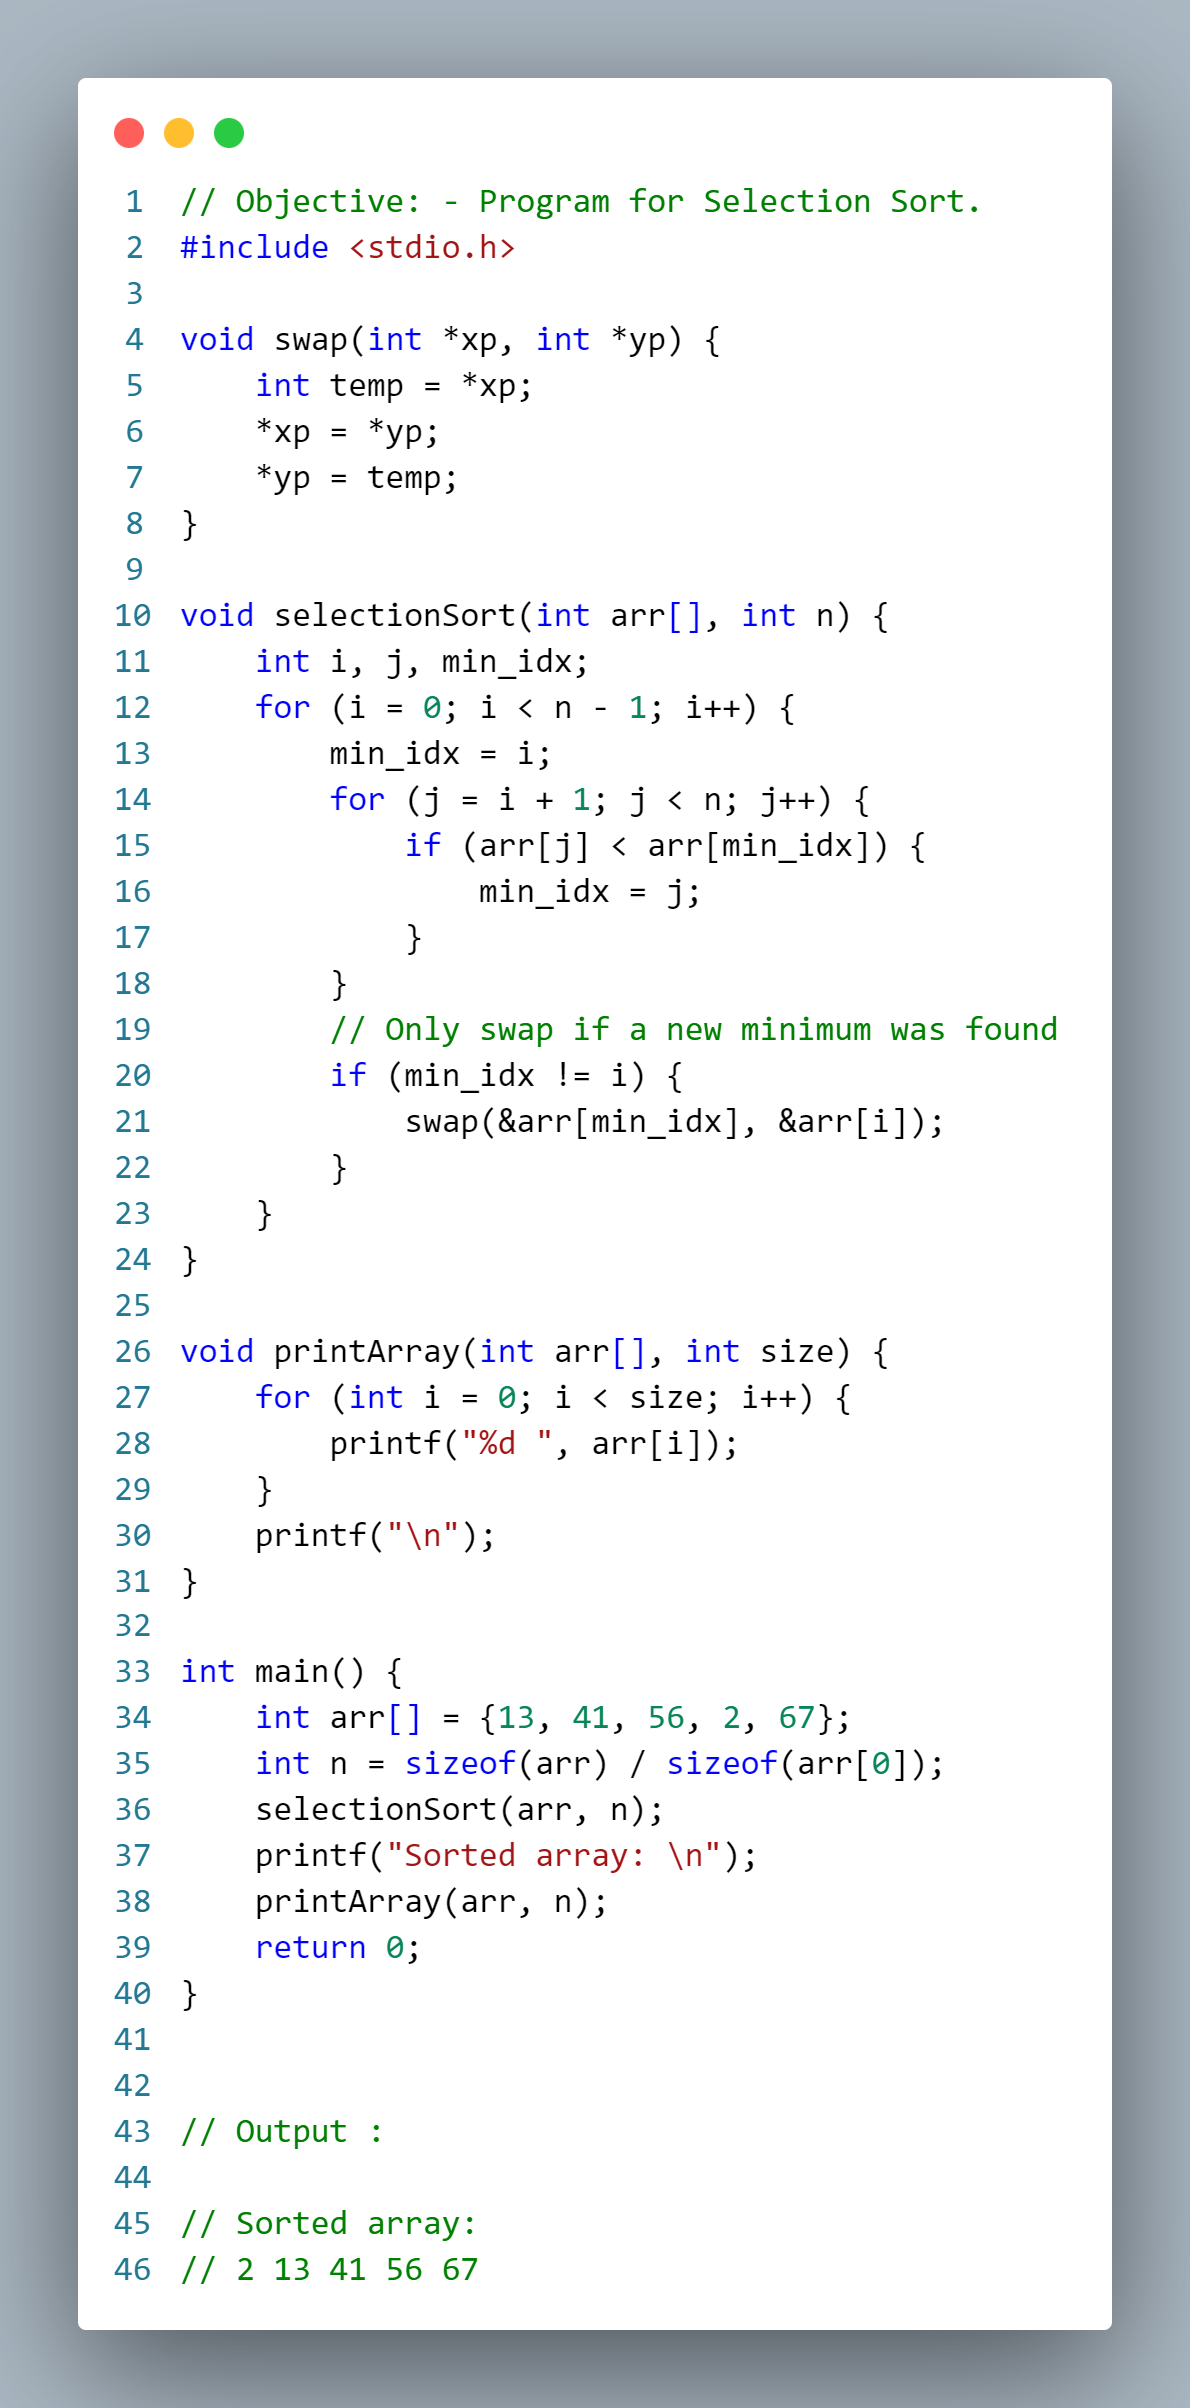 1 // Objective: - Program for Selection Sort.
2 #include <stdio.h>
3
4 void swap(int *xp, int *yp) {
5     int temp = *xp;
6     *xp = *yp;
7     *yp = temp;
8 }
9
10 void selectionSort(int arr[], int n) {
11     int i, j, min_idx;
12     for (i = 0; i < n - 1; i++) {
13         min_idx = i;
14         for (j = i + 1; j < n; j++) {
15             if (arr[j] < arr[min_idx]) {
16                 min_idx = j;
17             }
18         }
19         // Only swap if a new minimum was found
20         if (min_idx != i) {
21             swap(&arr[min_idx], &arr[i]);
22         }
23     }
24 }
25
26 void printArray(int arr[], int size) {
27     for (int i = 0; i < size; i++) {
28         printf("%d ", arr[i]);
29     }
30     printf("\n");
31 }
32
33 int main() {
34     int arr[] = {13, 41, 56, 2, 67};
35     int n = sizeof(arr) / sizeof(arr[0]);
36     selectionSort(arr, n);
37     printf("Sorted array: \n");
38     printArray(arr, n);
39     return 0;
40 }
41
42
43 // Output :
44
45 // Sorted array:
46 // 2 13 41 56 67